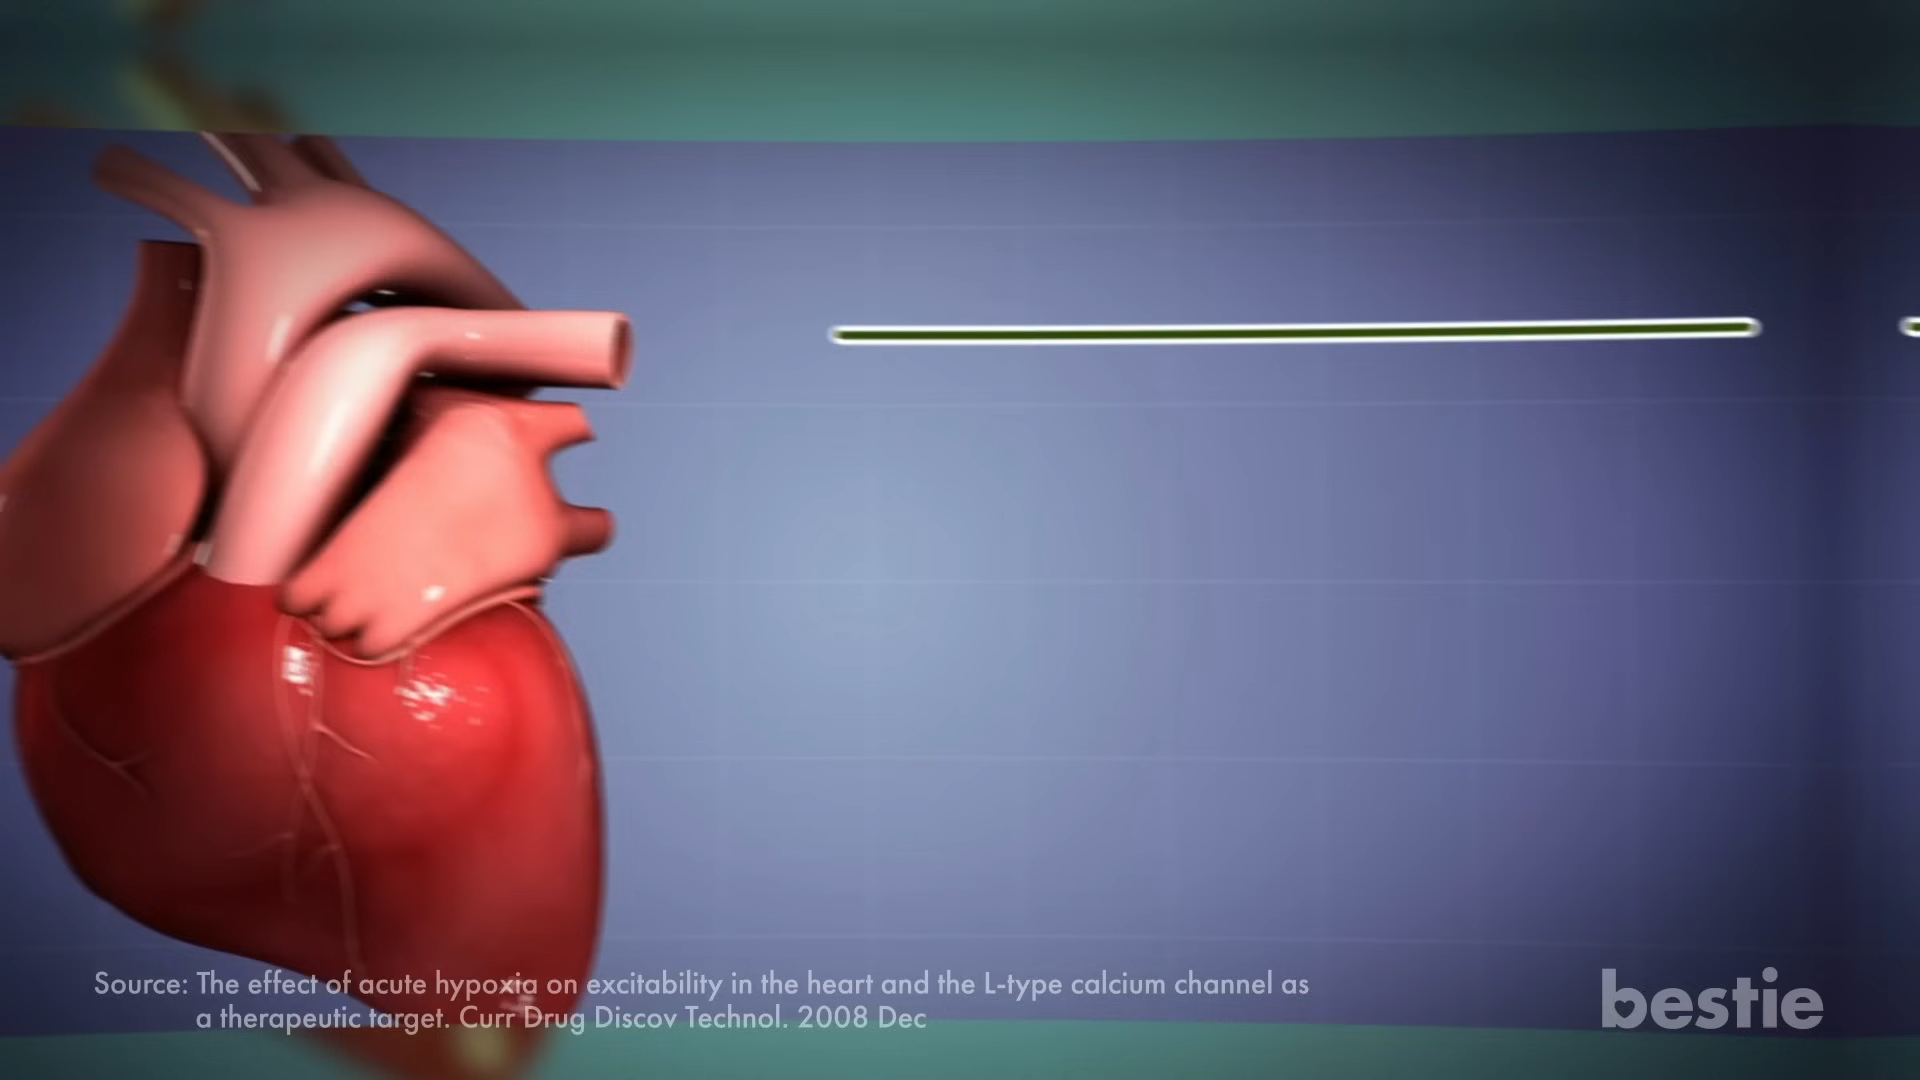 Source: The effect of acute hypoxia on excitability in the heart and the L-type calcium channel as
a therapeutic target. Curr Drug Discov Technol. 2008 Dec
bestie